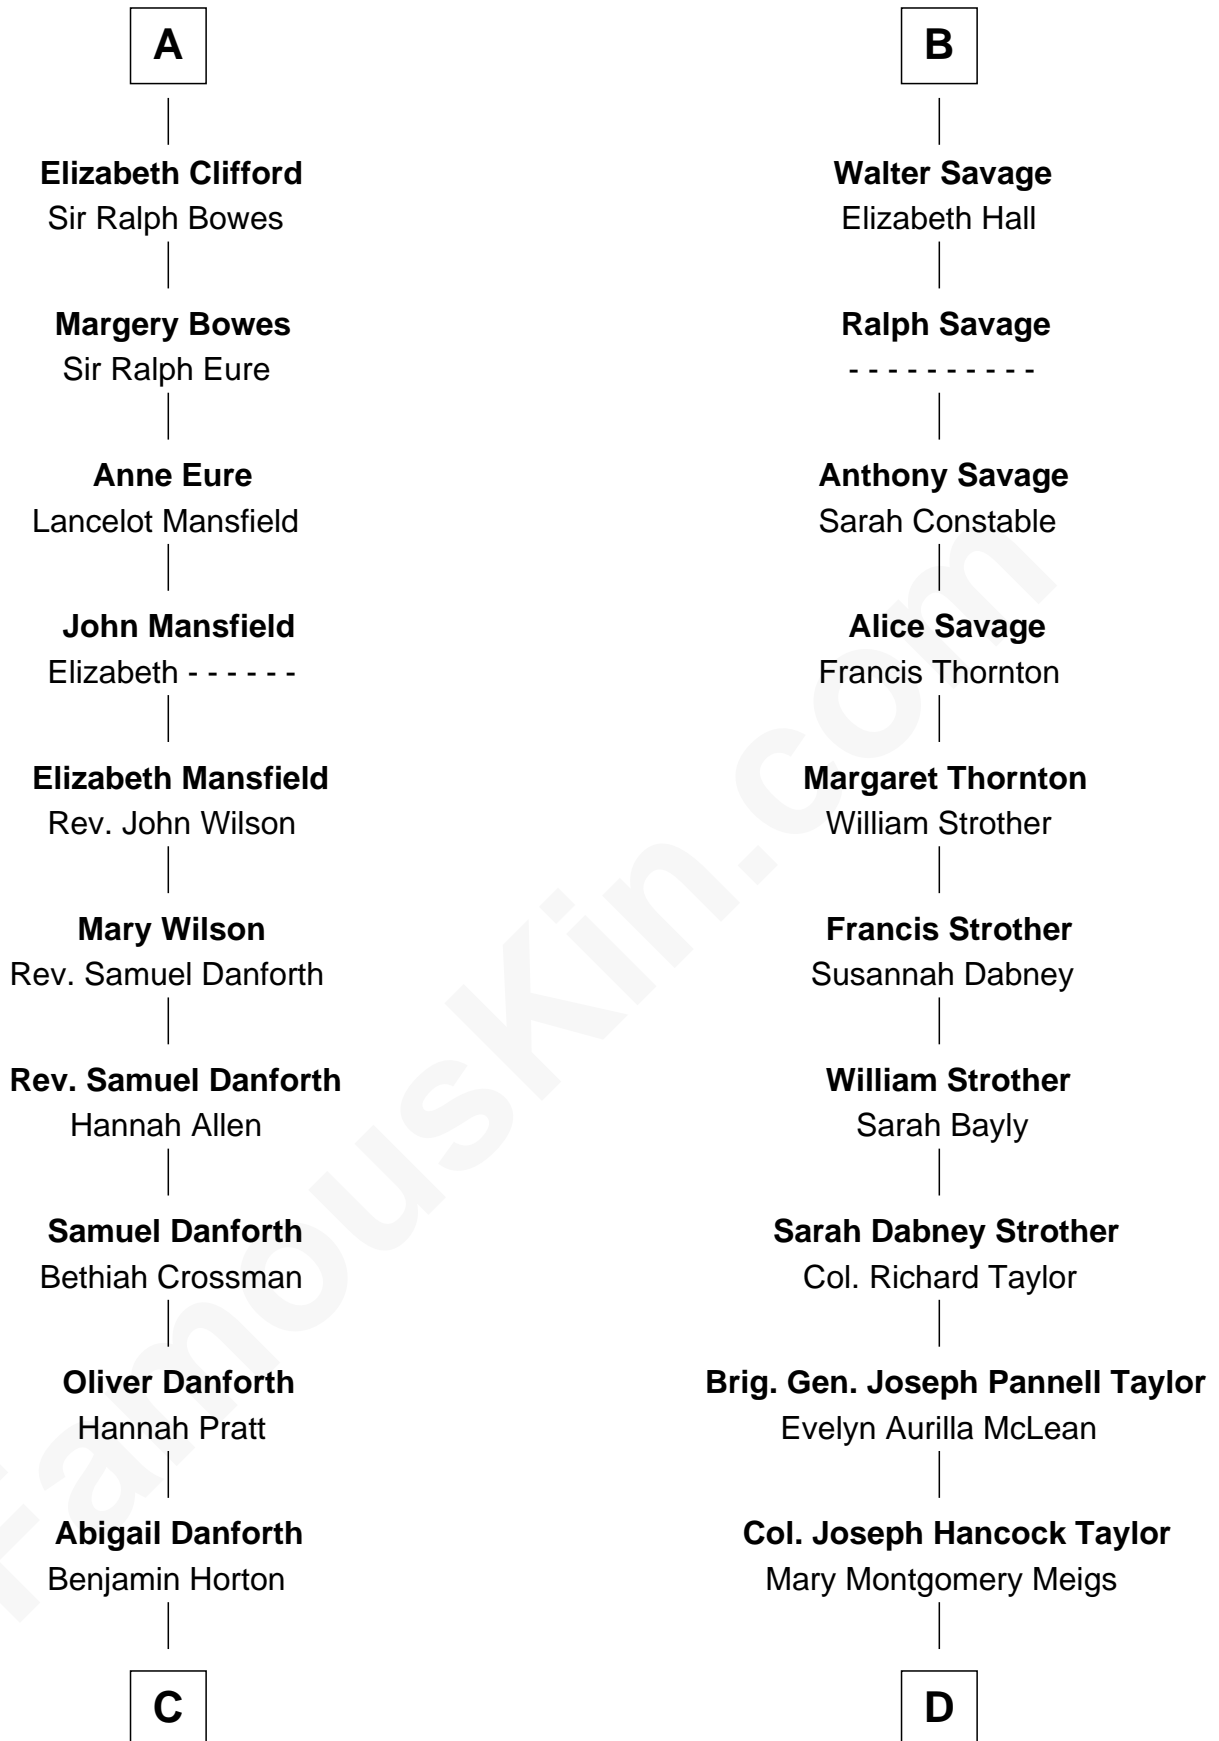 A
Elizabeth Clifford
Sir Ralph Bowes
Margery Bowes
Sir Ralph Eure
Anne Eure
Lancelot Mansfield
John Mansfield
Elizabeth - - - - - -
Elizabeth Mansfield
Rev. John Wilson
Mary Wilson
Rev. Samuel Danforth
Rev. Samuel Danforth
Hannah Allen
Samuel Danforth
Bethiah Crossman
Oliver Danforth
Hannah Pratt
Abigail Danforth
Benjamin Horton
C
B
Walter Savage
Elizabeth Hall
Ralph Savage
- - - - - - - - - -
Anthony Savage
Sarah Constable
Alice Savage
Francis Thornton
Margaret Thornton
William Strother
Francis Strother
Susannah Dabney
William Strother
Sarah Bayly
Sarah Dabney Strother
Col. Richard Taylor
Brig. Gen. Joseph Pannell Taylor
Evelyn Aurilla McLean
Col. Joseph Hancock Taylor
Mary Montgomery Meigs
D
FamousKin.com